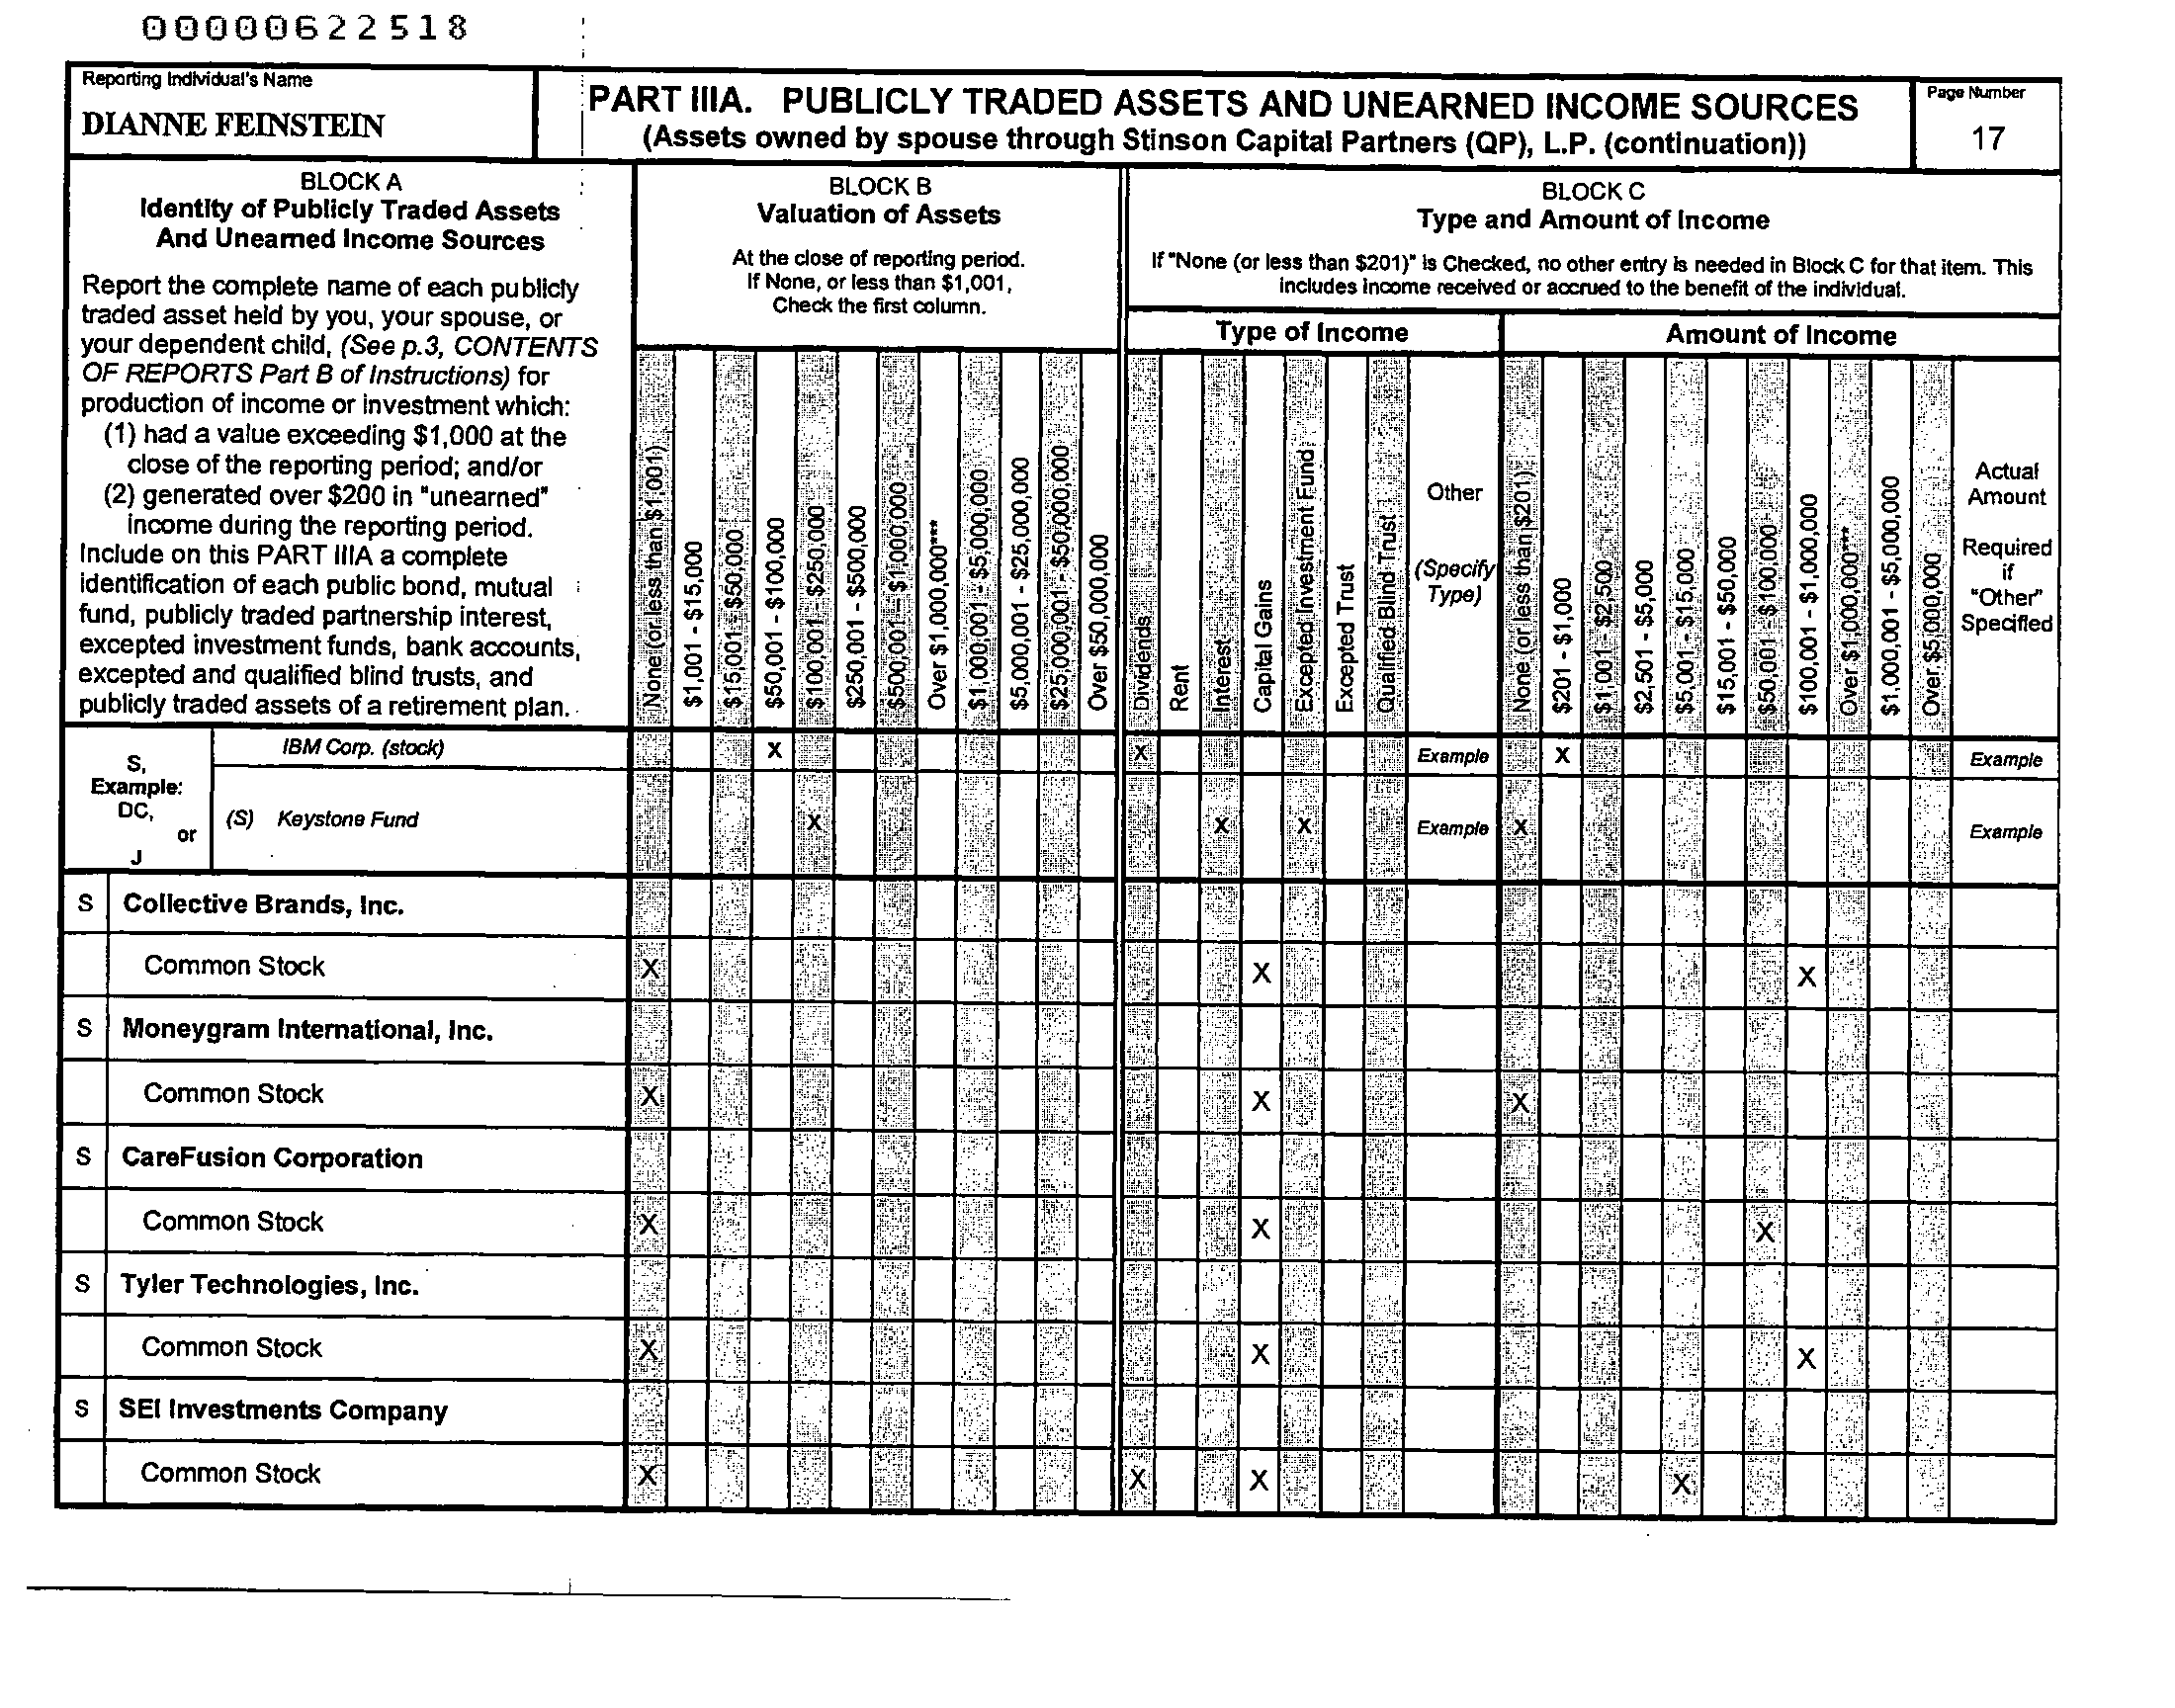 00000622518
Reporting Individual's Name
DIANNE FEINSTEIN
PART IIIA. PUBLICLY TRADED ASSETS AND UNEARNED INCOME SOURCES
(Assets owned by spouse through Stinson Capital Partners (QP), L.P. (continuation))
Page Number
17
BLOCK A
Identity of Publicly Traded Assets
And Unearned Income Sources
Report the complete name of each publicly
traded asset held by you, your spouse, or
your dependent child, (See p.3, CONTENTS
OF REPORTS Part B of Instructions) for
production of income or investment which:
(1) had a value exceeding $1,000 at the
close of the reporting period; and/or
(2) generated over $200 in "unearned"
income during the reporting period.
Include on this PART IIIA a complete
identification of each public bond, mutual
fund, publicly traded partnership interest,
excepted investment funds, bank accounts,
excepted and qualified blind trusts, and
publicly traded assets of a retirement plan.
BLOCK B
Valuation of Assets
At the close of reporting period.
If None, or less than $1,001,
Check the first column.
None (or less than $1,001)
$1,001 - $15,000
$15,001 - $50,000
$50,001 - $100,000
$100,001 - $250,000
$250,001 - $500,000
$500,001 - $1,000,000
Over $1,000,000***
$1,000,001 - $5,000,000
$5,000,001 - $25,000,000
$25,000,001 - $50,000,000
Over $50,000,000
BLOCK C
Type and Amount of Income
If "None (or less than $201)" is Checked, no other entry is needed in Block C for that item. This
includes income received or accrued to the benefit of the individual.
Type of Income
Dividends
Rent
Interest
Capital Gains
Excepted Investment Fund
Excepted Trust
Qualified Blind Trust
Other
(Specify
Type)
Amount of Income
None (or less than $201)
$201 - $1,000
$1,001 - $2,500
$2,501 - $5,000
$5,001 - $15,000
$15,001 - $50,000
$50,001 - $100,000
$100,001 - $1,000,000
Over $1,000,000***
$1,000,001 - $5,000,000
Over $5,000,000
Actual
Amount
Required
if
"Other"
Specified
S,
Example:
DC,
or
J
IBM Corp. (stock) X X Example X Example
(S) Keystone Fund X X X Example X Example
S Collective Brands, Inc.
Common Stock X X X
S Moneygram International, Inc.
Common Stock X X X
S CareFusion Corporation
Common Stock X X X
S Tyler Technologies, Inc.
Common Stock X X X
S SEI Investments Company
Common Stock X X X X